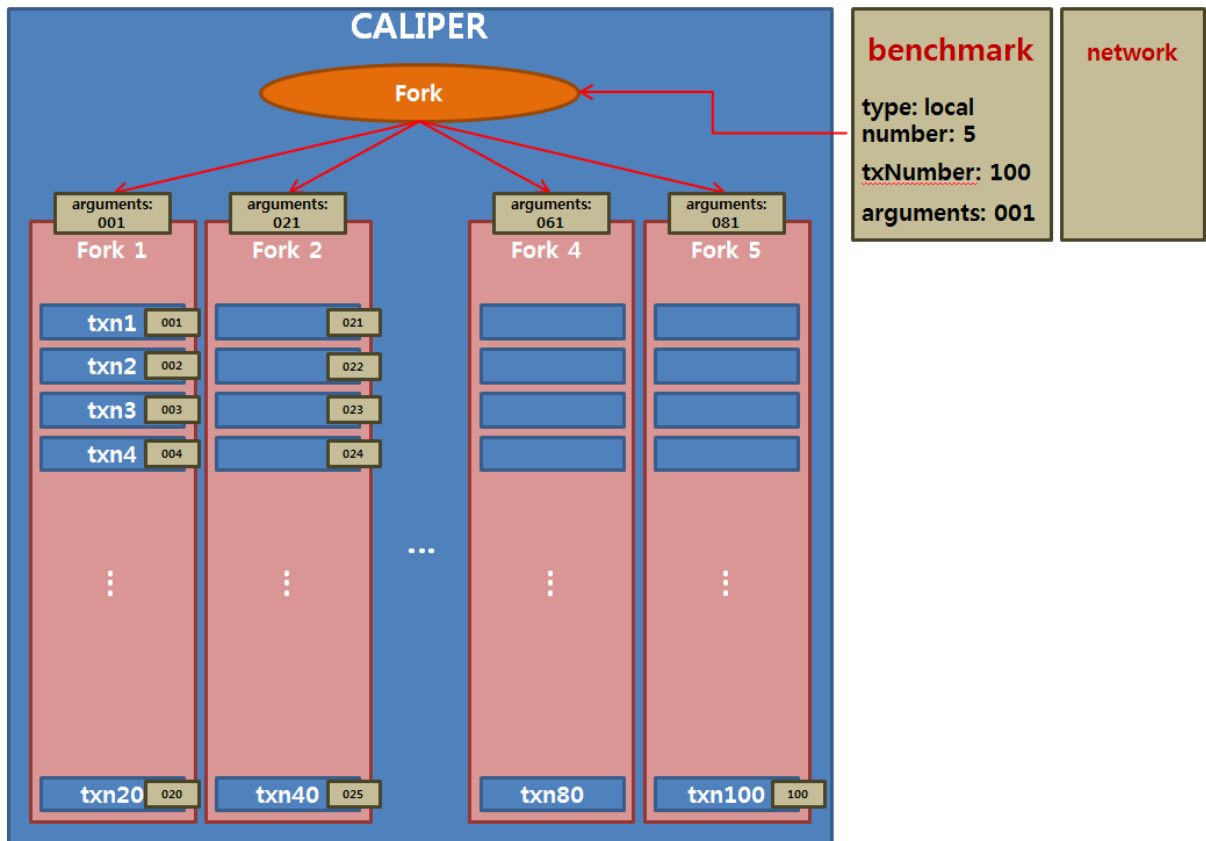 CALIPER
Fork
benchmark
type: local
number: 5
txNumber: 100
arguments: 001
network
arguments:
001
Fork 1
txn1 001
txn2 002
txn3 003
txn4 004
⋮
txn20 020
arguments:
021
Fork 2
021
022
023
024
⋮
txn40 025
...
arguments:
061
Fork 4
⋮
txn80
arguments:
081
Fork 5
⋮
txn100 100